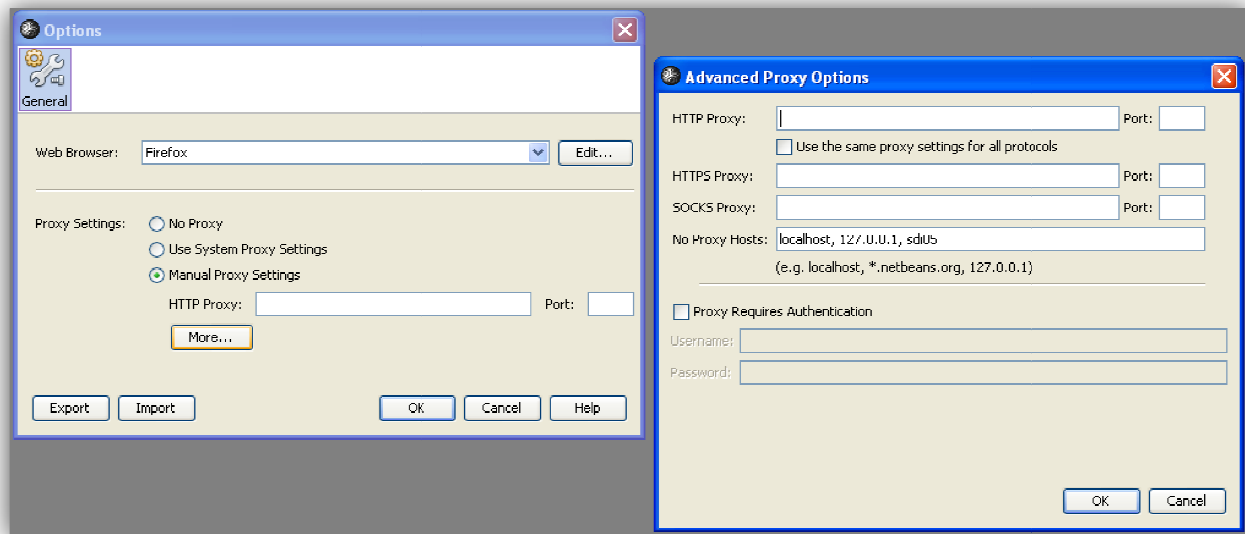 Options
General
Web Browser: Firefox Edit...
Proxy Settings: No Proxy
Use System Proxy Settings
Manual Proxy Settings
HTTP Proxy: Port:
More...
Export Import OK Cancel Help
Advanced Proxy Options
HTTP Proxy: Port:
Use the same proxy settings for all protocols
HTTPS Proxy: Port:
SOCKS Proxy: Port:
No Proxy Hosts: localhost, 127.0.0.1, sdi05
(e.g. localhost, *.netbeans.org, 127.0.0.1)
Proxy Requires Authentication
Username:
Password:
OK Cancel